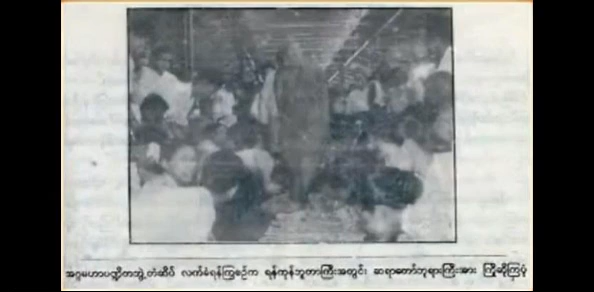 အဂ္ဂမဟာပဏ္ဍိတဘွဲ့တံဆိပ် လက်ခံရန်ကြွစဉ်က ရန်ကုန်ဘူတာကြီးအတွင်း ဆရာတော်ဘုရားကြီးအား ကြိုဆိုကြပုံ